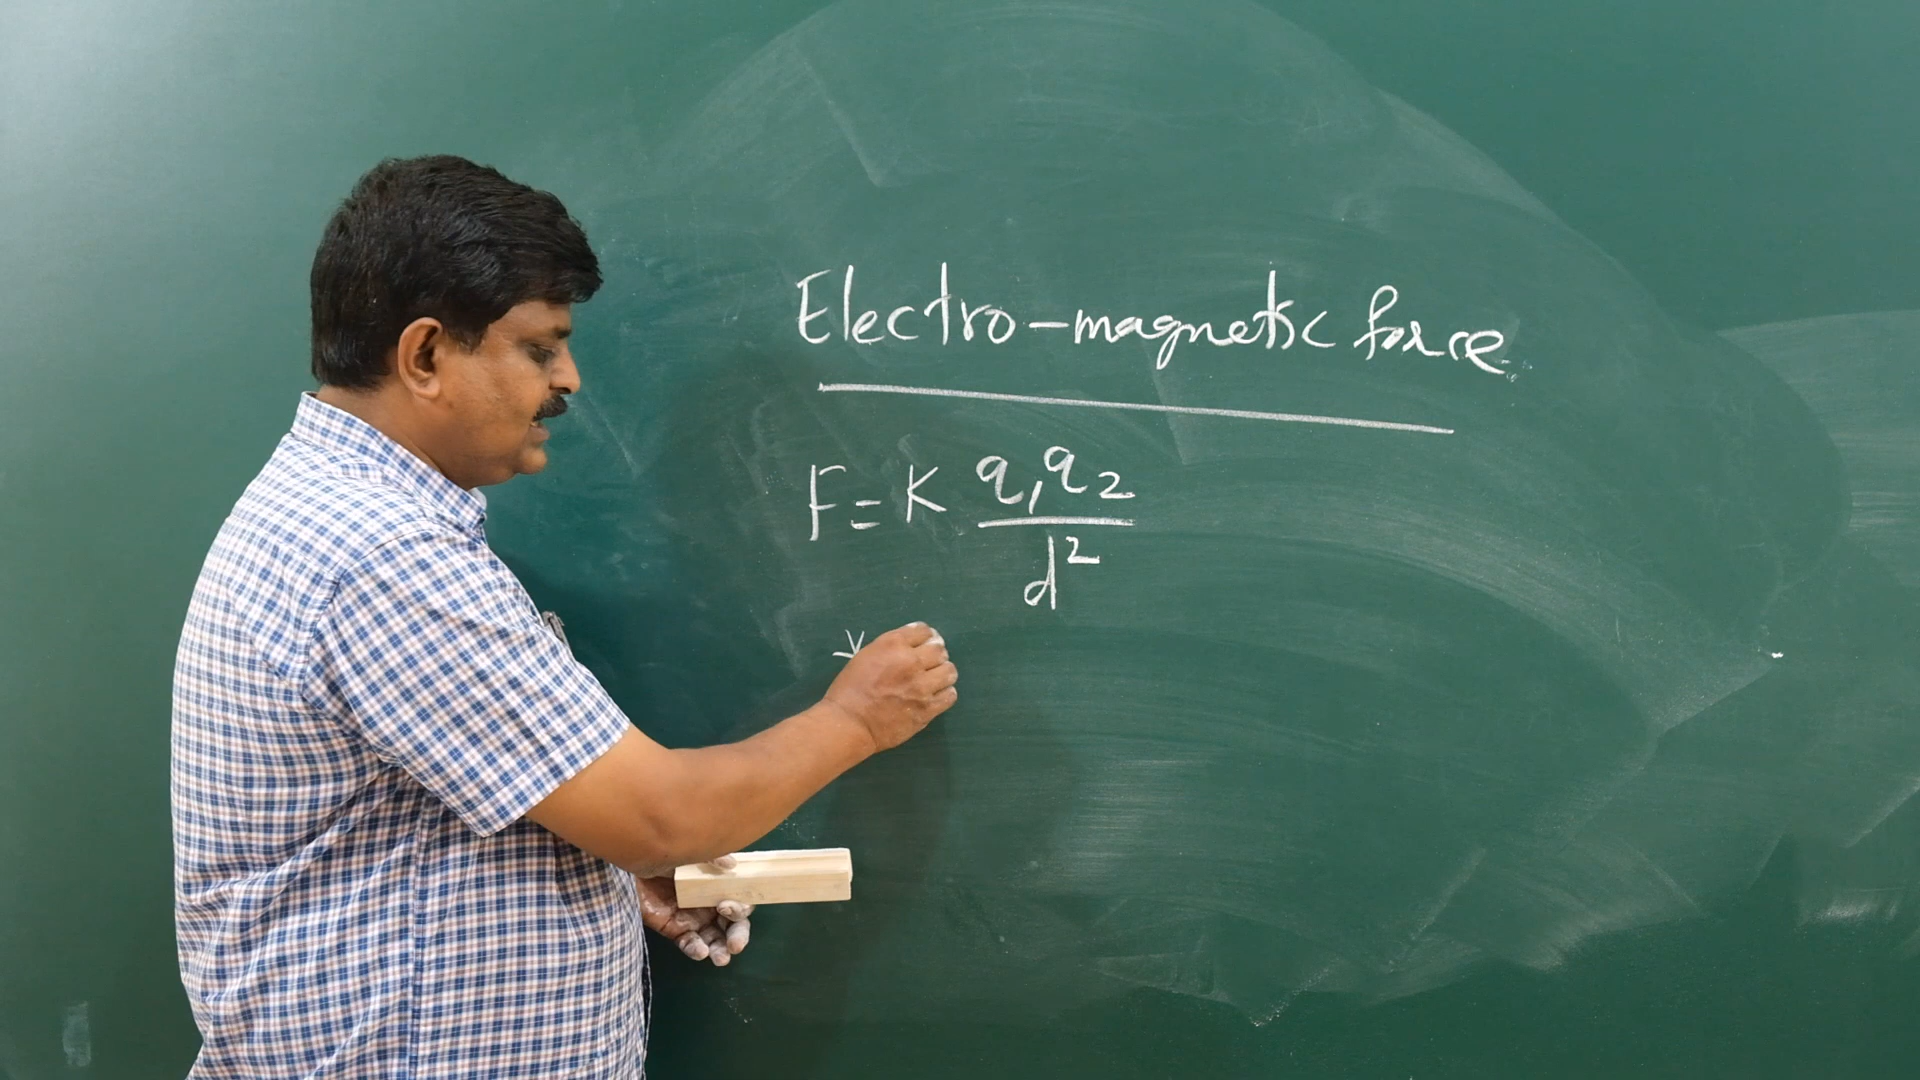 Electro-magnetic force
F = K q₁q₂ / d²